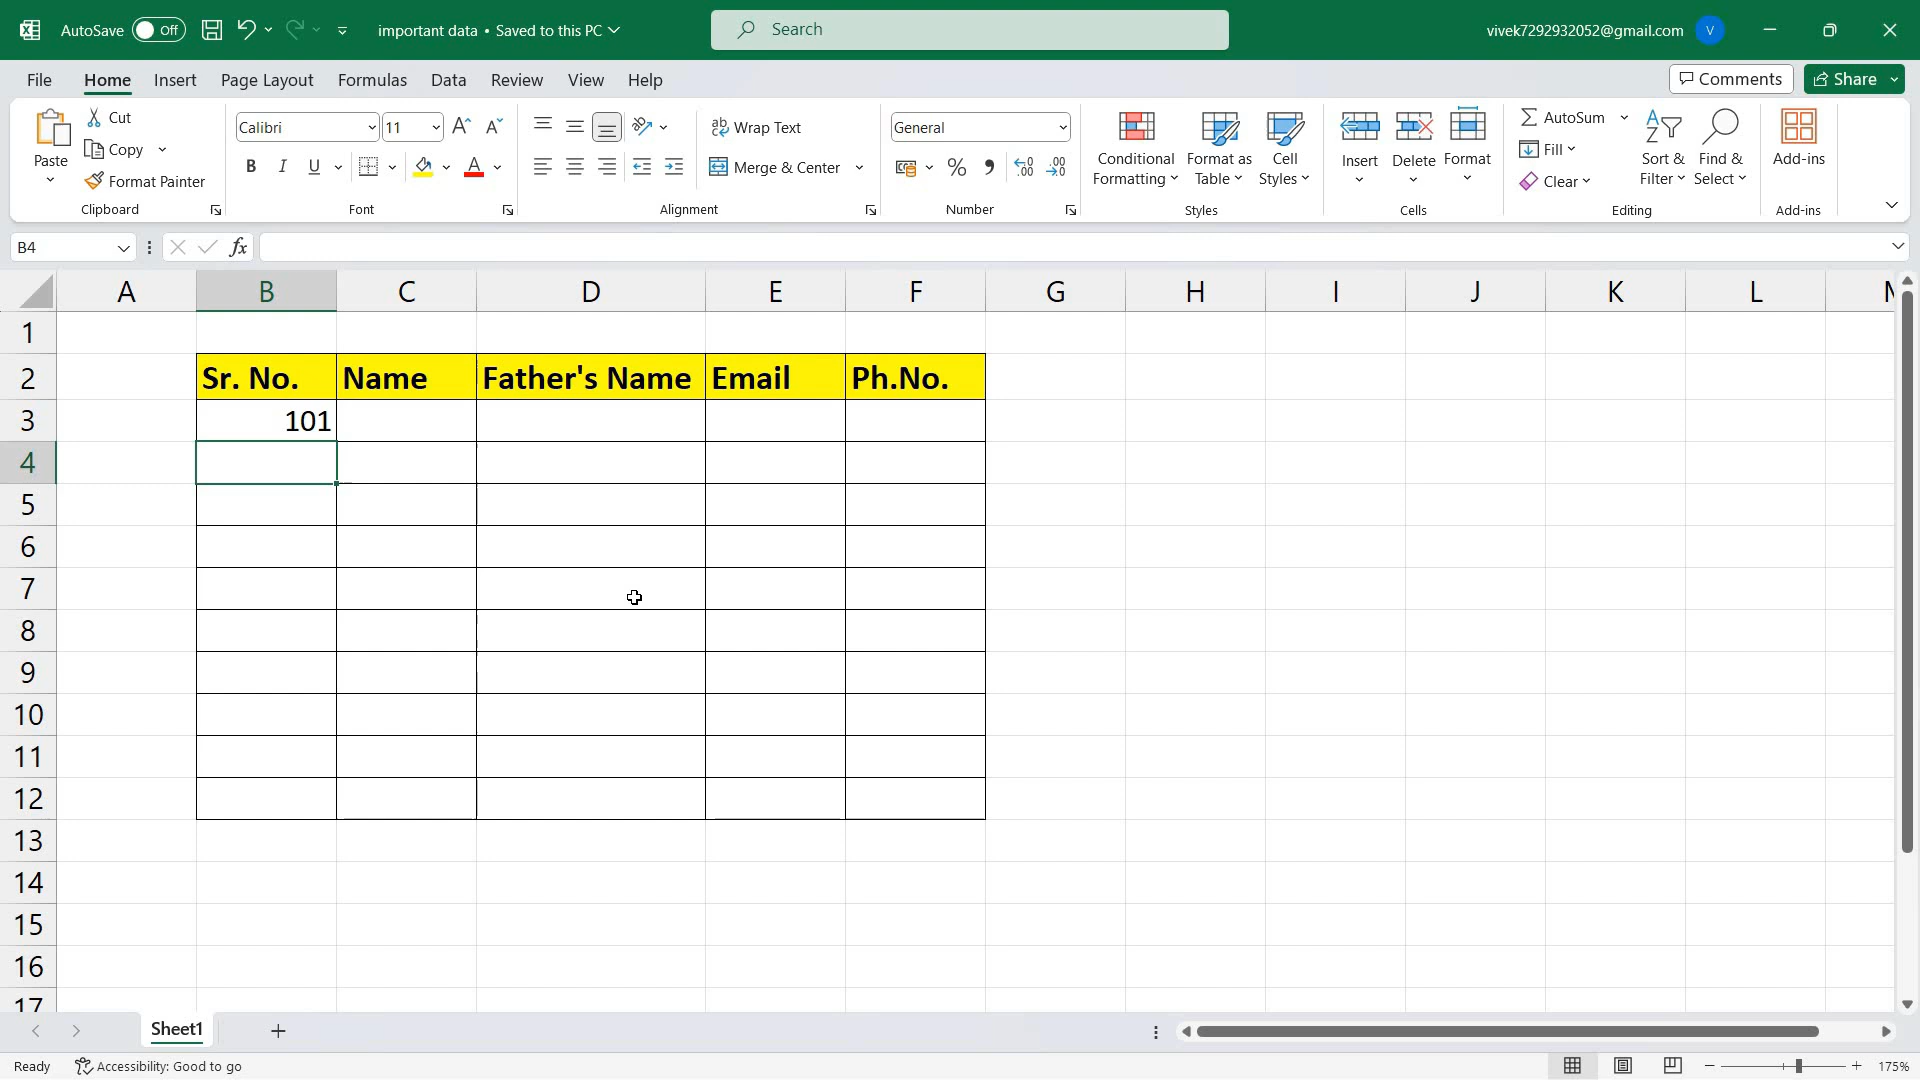 AutoSave Off important data • Saved to this PC Search vivek7292932052@gmail.com V
File Home Insert Page Layout Formulas Data Review View Help Comments Share
Paste Cut Copy Format Painter Clipboard
Calibri 11 B I U A Font
ab Wrap Text Merge & Center Alignment
General % Number
Conditional Formatting Format as Table Cell Styles Styles
Insert Delete Format Cells
AutoSum Fill Clear Sort & Filter Find & Select Editing
Add-ins Add-ins
B4 fx
A B C D E F G H I J K L M
1
2 Sr. No. Name Father's Name Email Ph.No.
3 101
4
5
6
7
8
9
10
11
12
13
14
15
16
17
Sheet1
Ready Accessibility: Good to go 175%